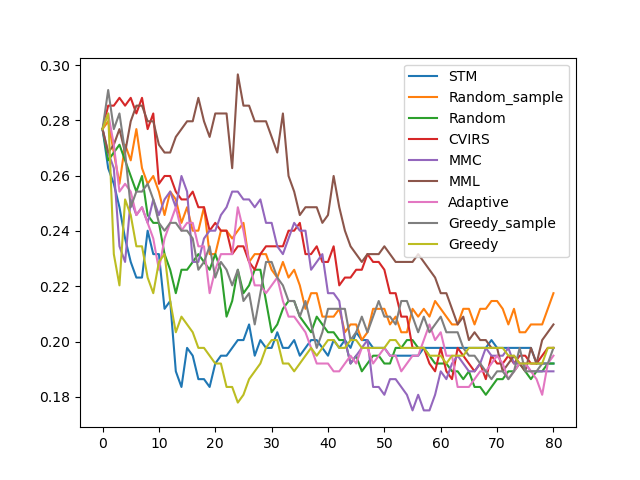 0.30
0.28
0.26
0.24
0.22
0.20
0.18
0
10
20
30
40
50
60
70
80
STM
Random_sample
Random
CVIRS
MMC
MML
Adaptive
Greedy_sample
Greedy